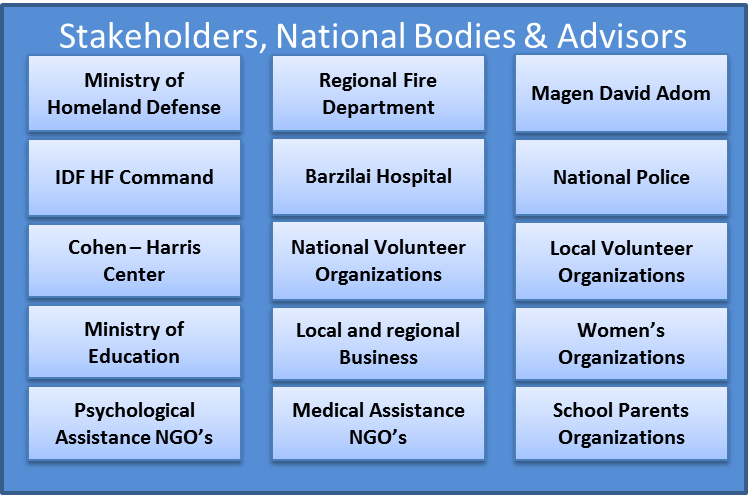 Stakeholders, National Bodies & Advisors
Ministry of
Homeland Defense
Regional Fire
Department
Magen David Adom
IDF HF Command
Barzilai Hospital
National Police
Cohen – Harris
Center
National Volunteer
Organizations
Local Volunteer
Organizations
Ministry of
Education
Local and regional
Business
Women’s
Organizations
Psychological
Assistance NGO’s
Medical Assistance
NGO’s
School Parents
Organizations